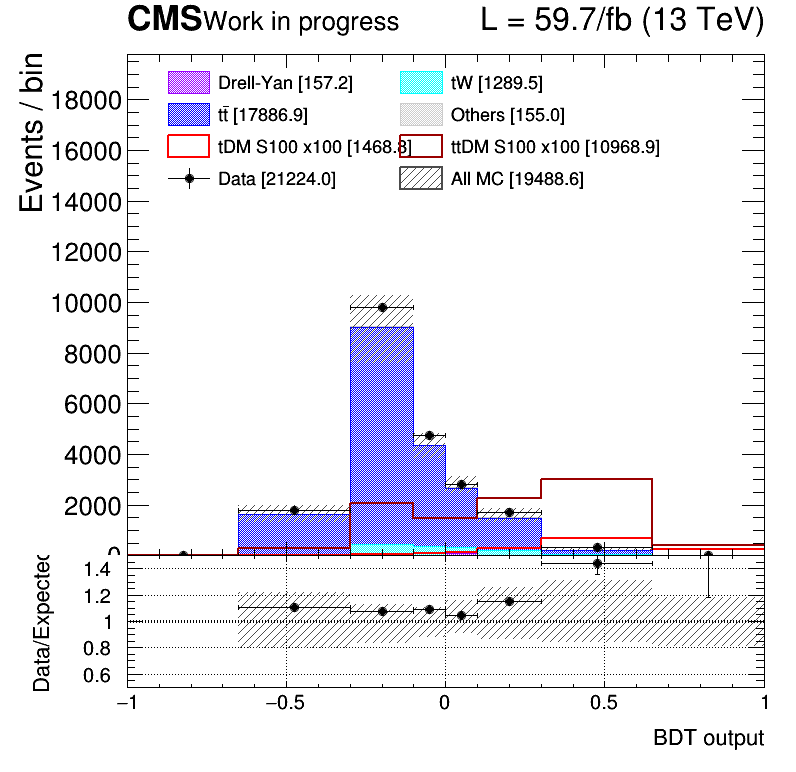 CMS Work in progress L = 59.7/fb (13 TeV)
Events / bin
18000
16000
14000
12000
10000
8000
6000
4000
2000
0
Drell-Yan [157.2] tW [1289.5]
tt̄ [17886.9] Others [155.0]
tDM S100 x100 [1468.8] ttDM S100 x100 [10968.9]
Data [21224.0] All MC [19488.6]
Data/Expected
1.4
1.2
1
0.8
0.6
−1 −0.5 0 0.5 1
BDT output